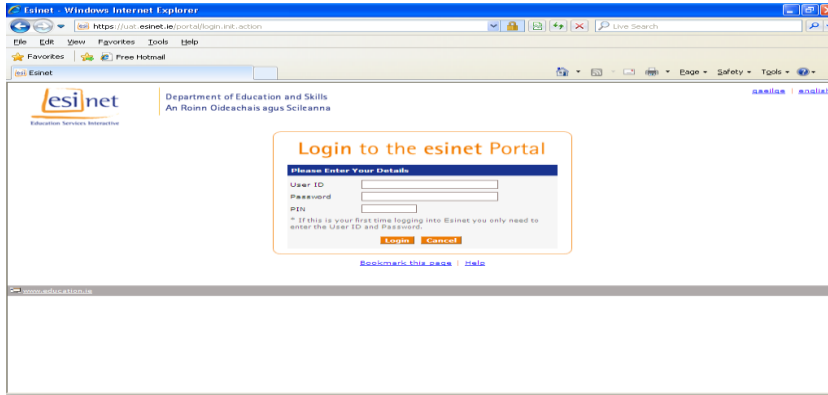 Esinet - Windows Internet Explorer
https://uat.esinet.ie/portal/login.init.action
Live Search
File Edit View Favorites Tools Help
Favorites Free Hotmail
Esinet
Page Safety Tools
gaeilge | english
esinet
Education Services Interactive
Department of Education and Skills
An Roinn Oideachais agus Scileanna
Login to the esinet Portal
Please Enter Your Details
User ID
Password
PIN
* If this is your first time logging into Esinet you only need to
enter the User ID and Password.
Login Cancel
Bookmark this page | Help
www.education.ie